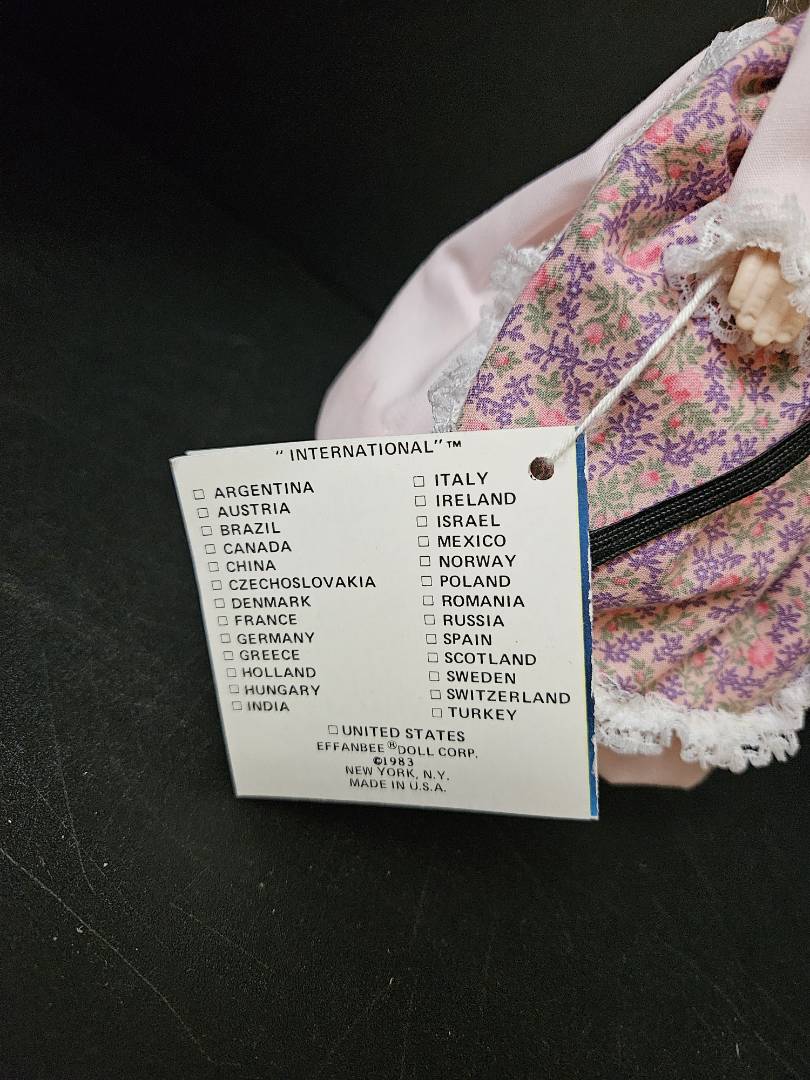 " INTERNATIONAL"™
☐ ARGENTINA
☐ AUSTRIA
☐ BRAZIL
☐ CANADA
☐ CHINA
☐ CZECHOSLOVAKIA
☐ DENMARK
☐ FRANCE
☐ GERMANY
☐ GREECE
☐ HOLLAND
☐ HUNGARY
☐ INDIA
☐ ITALY
☐ IRELAND
☐ ISRAEL
☐ MEXICO
☐ NORWAY
☐ POLAND
☐ ROMANIA
☐ RUSSIA
☐ SPAIN
☐ SCOTLAND
☐ SWEDEN
☐ SWITZERLAND
☐ TURKEY
☐ UNITED STATES
EFFANBEE® DOLL CORP.
©1983
NEW YORK, N.Y.
MADE IN U.S.A.